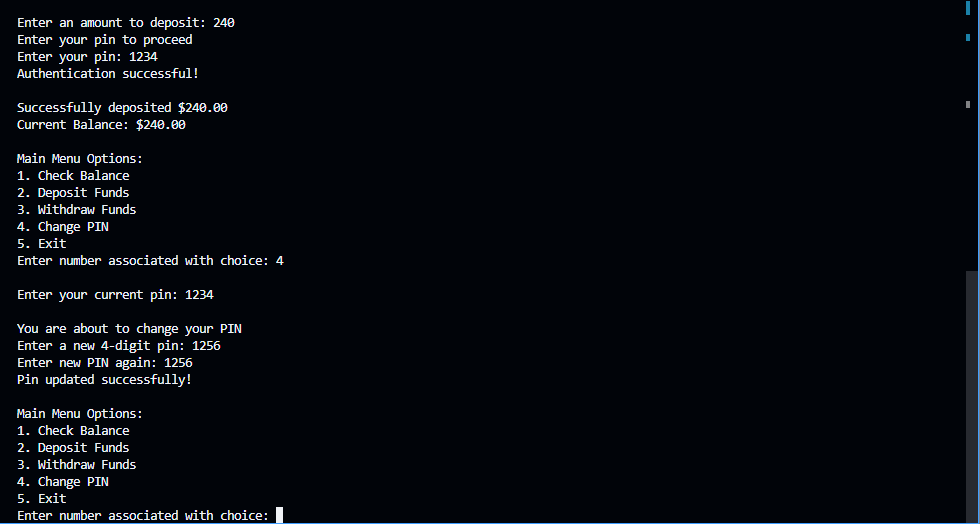 Enter an amount to deposit: 240
Enter your pin to proceed
Enter your pin: 1234
Authentication successful!
Successfully deposited $240.00
Current Balance: $240.00
Main Menu Options:
1. Check Balance
2. Deposit Funds
3. Withdraw Funds
4. Change PIN
5. Exit
Enter number associated with choice: 4
Enter your current pin: 1234
You are about to change your PIN
Enter a new 4-digit pin: 1256
Enter new PIN again: 1256
Pin updated successfully!
Main Menu Options:
1. Check Balance
2. Deposit Funds
3. Withdraw Funds
4. Change PIN
5. Exit
Enter number associated with choice: